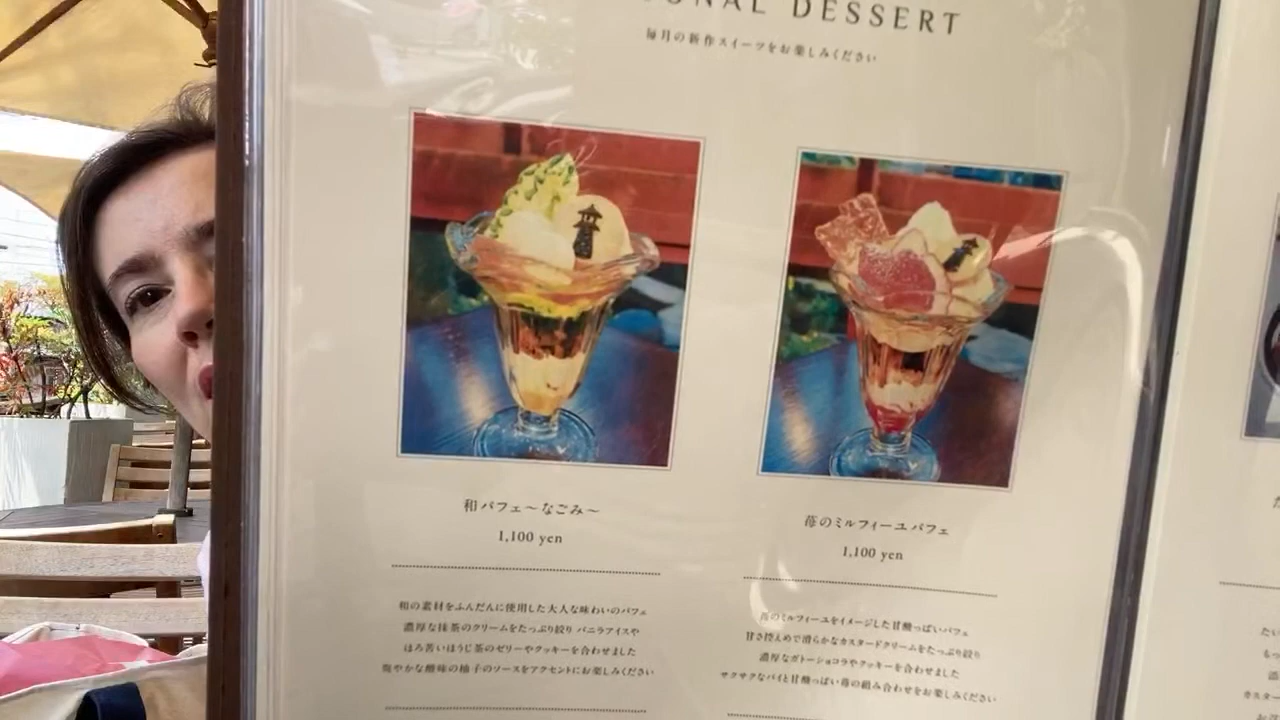 ONAL DESSERT
毎月の新作スイーツをお楽しみください
和パフェ～なごみ～
1,100 yen
和の素材をふんだんに使用した大人な味わいのパフェ
濃厚な抹茶のクリームをたっぷり絞り バニラアイスや
ほろ苦いほうじ茶のゼリーやクッキーを合わせました
爽やかな酸味の柚子のソースをアクセントにお楽しみください
苺のミルフィーユパフェ
1,100 yen
苺のミルフィーユをイメージした甘酸っぱいパフェ
甘さ控えめで滑らかなカスタードクリームをたっぷり絞り
濃厚なガトーショコラやクッキーを合わせました
サクサクなパイと甘酸っぱい苺の組み合わせをお楽しみください